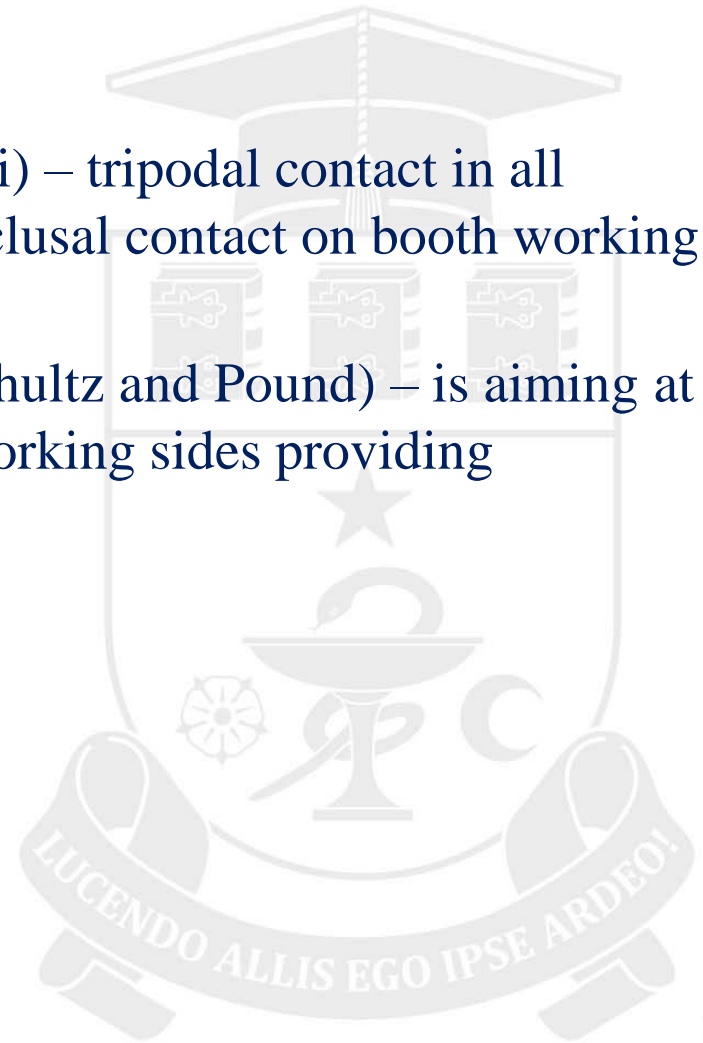 i) – tripodal contact in all
clusal contact on booth working
hultz and Pound) – is aiming at
orking sides providing
LUCENDO ALLIS EGO IPSE ARDEO!